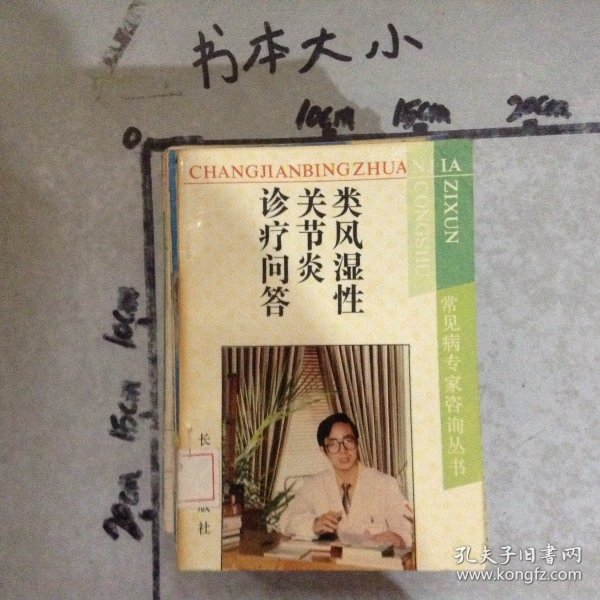 书本大小
10cm 15cm 20cm
0
10cm
15cm
20cm
CHANGJIANBINGZHUA
IA ZIXUN
CONGSHU
类风湿性
关节炎
诊疗问答
常见病专家咨询丛书
长
版社
孔夫子旧书网
www.kongfz.com